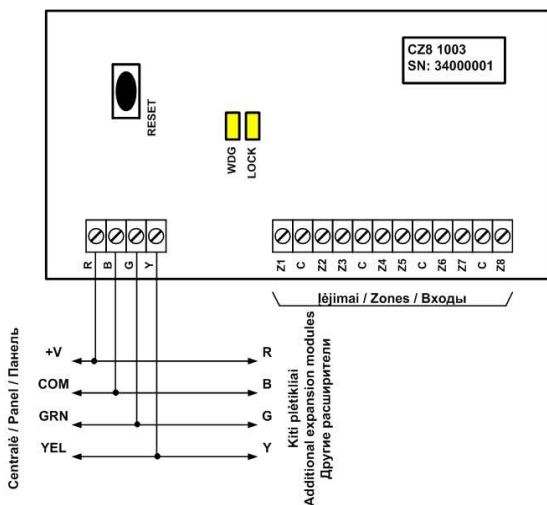 CZ8 1003
SN: 34000001
RESET
WDG
LOCK
R
B
G
Y
Z1
C
Z2
Z3
C
Z4
Z5
C
Z6
Z7
C
Z8
Įėjimai / Zones / Входы
+V
COM
GRN
YEL
R
B
G
Y
Centralė / Panel / Панель
Kiti plėtikliai
Additional expansion modules
Другие расширители